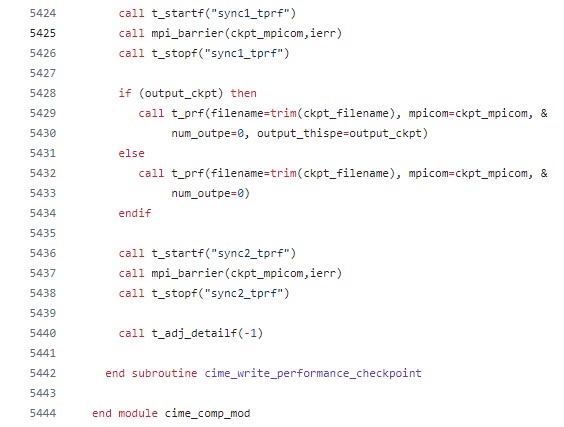 5424 call t_startf("sync1_tprf")
5425 call mpi_barrier(ckpt_mpicom,ierr)
5426 call t_stopf("sync1_tprf")
5427
5428 if (output_ckpt) then
5429 call t_prf(filename=trim(ckpt_filename), mpicom=ckpt_mpicom, &
5430 num_outpe=0, output_thispe=output_ckpt)
5431 else
5432 call t_prf(filename=trim(ckpt_filename), mpicom=ckpt_mpicom, &
5433 num_outpe=0)
5434 endif
5435
5436 call t_startf("sync2_tprf")
5437 call mpi_barrier(ckpt_mpicom,ierr)
5438 call t_stopf("sync2_tprf")
5439
5440 call t_adj_detailf(-1)
5441
5442 end subroutine cime_write_performance_checkpoint
5443
5444 end module cime_comp_mod